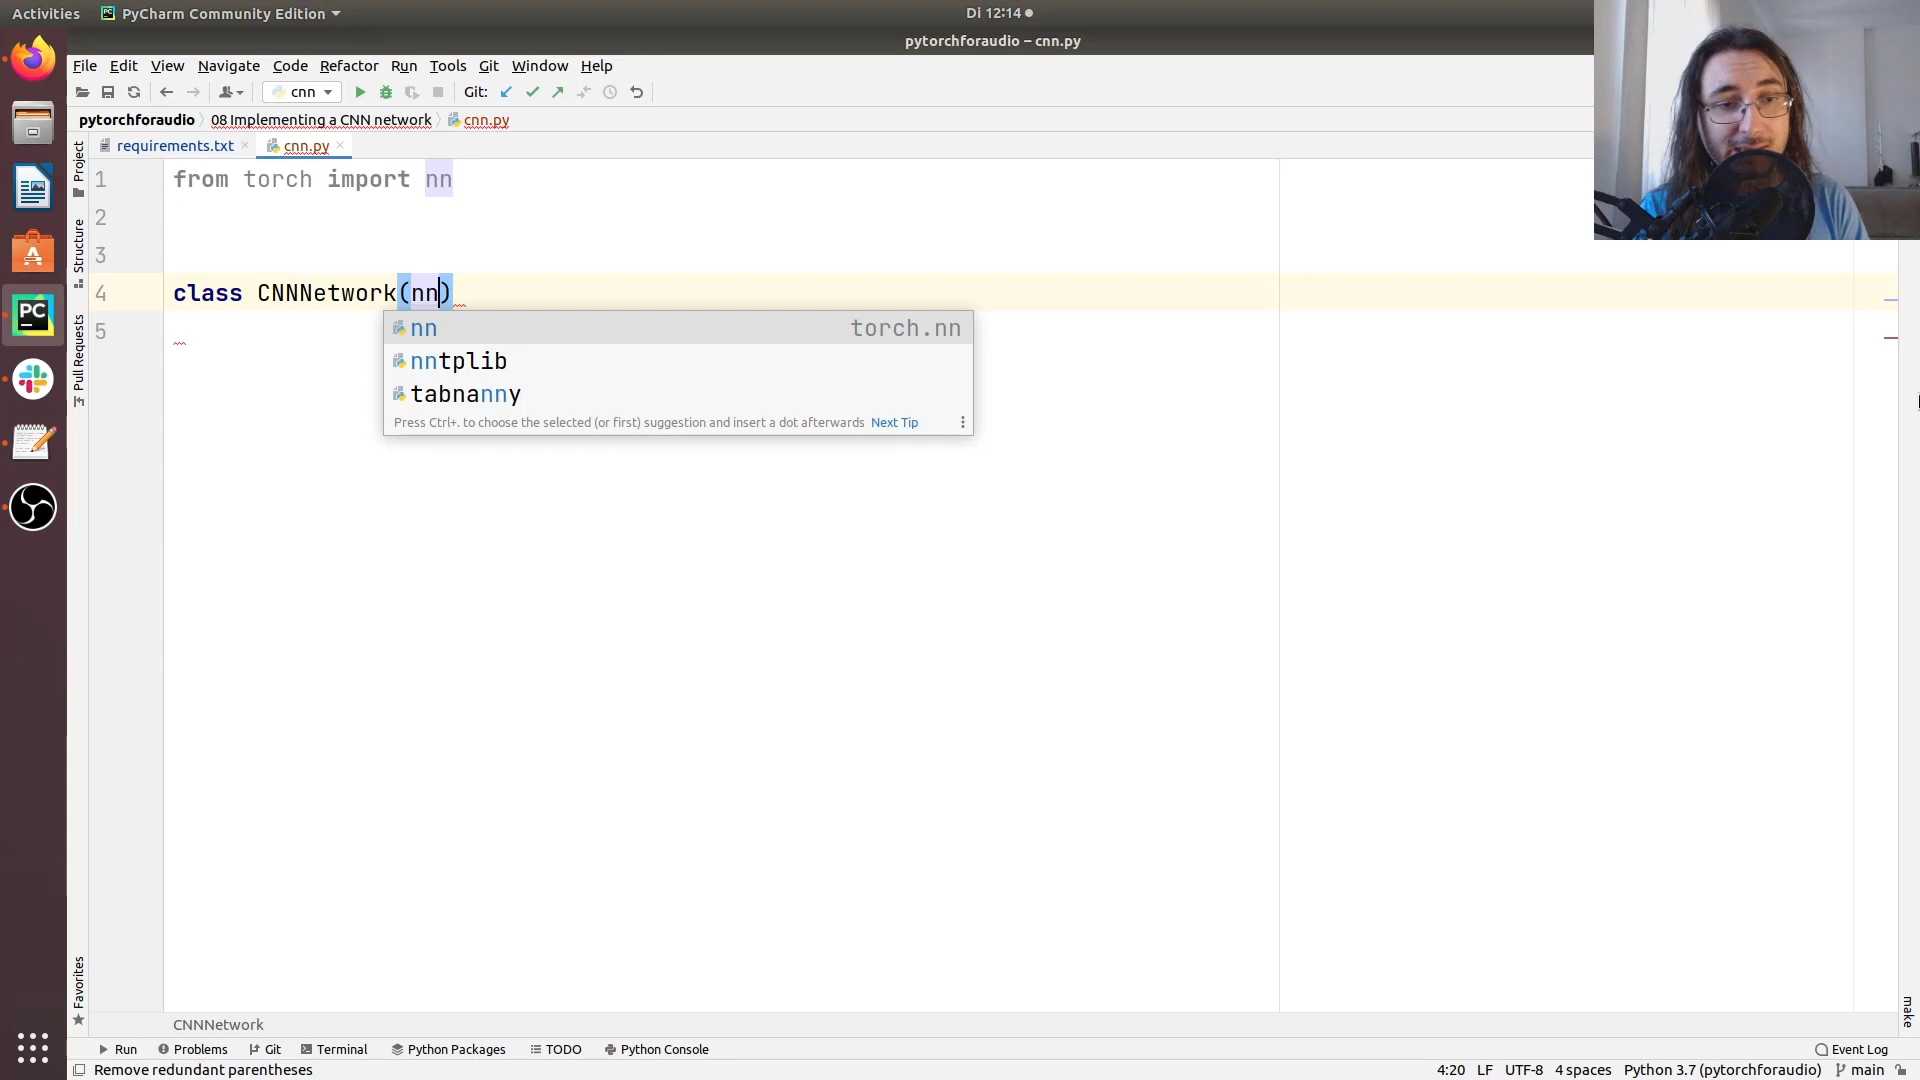 Activities PyCharm Community Edition Di 12:14
pytorchforaudio – cnn.py
File Edit View Navigate Code Refactor Run Tools Git Window Help
cnn Git:
pytorchforaudio 08 Implementing a CNN network cnn.py
requirements.txt cnn.py
Project
Structure
Pull Requests
Favorites
1 from torch import nn
2
3
4 class CNNNetwork(nn)
5
nn torch.nn
nntplib
tabnanny
Press Ctrl+. to choose the selected (or first) suggestion and insert a dot afterwards Next Tip
PC
make
CNNNetwork
Run Problems Git Terminal Python Packages TODO Python Console Event Log
Remove redundant parentheses 4:20 LF UTF-8 4 spaces Python 3.7 (pytorchforaudio) main